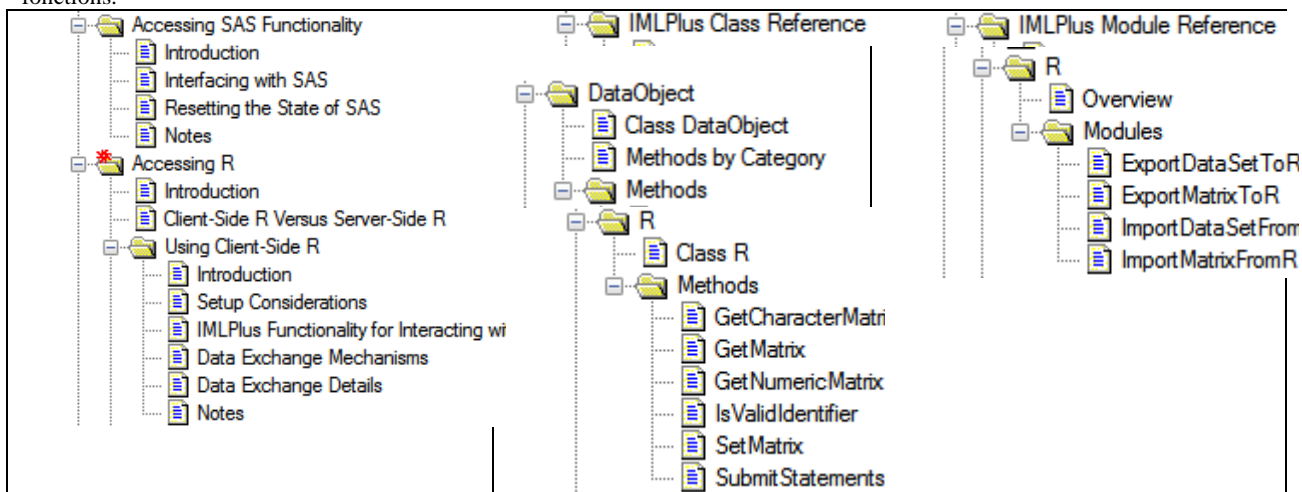 fonctions.
Accessing SAS Functionality
Introduction
Interfacing with SAS
Resetting the State of SAS
Notes
Accessing R
Introduction
Client-Side R Versus Server-Side R
Using Client-Side R
Introduction
Setup Considerations
IMLPlus Functionality for Interacting wi
Data Exchange Mechanisms
Data Exchange Details
Notes
IMLPlus Class Reference
DataObject
Class DataObject
Methods by Category
Methods
R
Class R
Methods
GetCharacterMatri
GetMatrix
GetNumericMatrix
IsValidIdentifier
SetMatrix
SubmitStatements
IMLPlus Module Reference
R
Overview
Modules
ExportDataSetToR
ExportMatrixToR
ImportDataSetFrom
ImportMatrixFromR